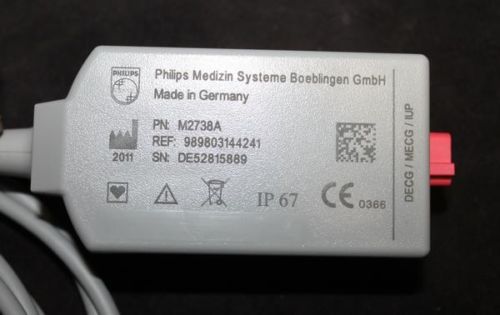 PHILIPS
Philips Medizin Systeme Boeblingen GmbH
Made in Germany
PN: M2738A
REF: 989803144241
SN: DE52815889
2011
IP 67
CE 0366
DECG / MECG / IUP